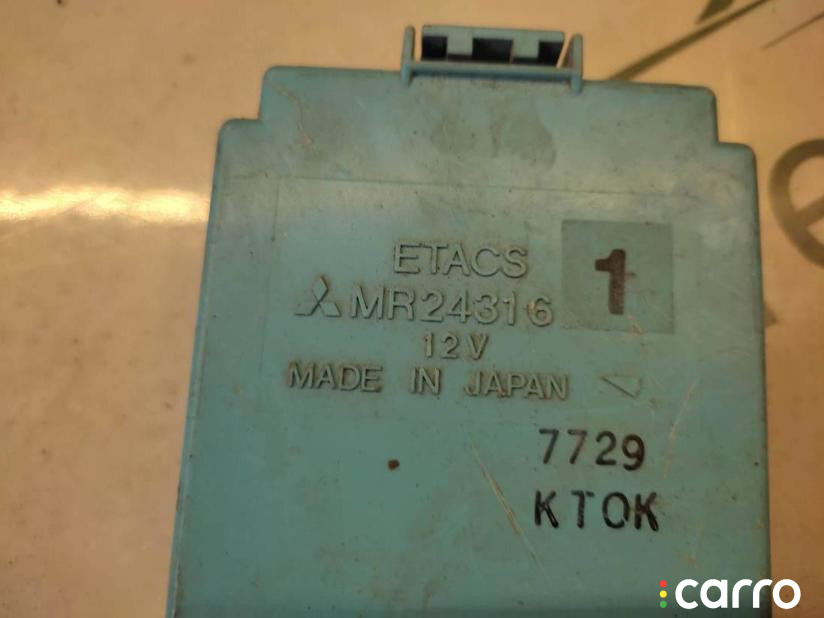 ETACS
MR24316 1
12V
MADE IN JAPAN
7729
KTOK
carro